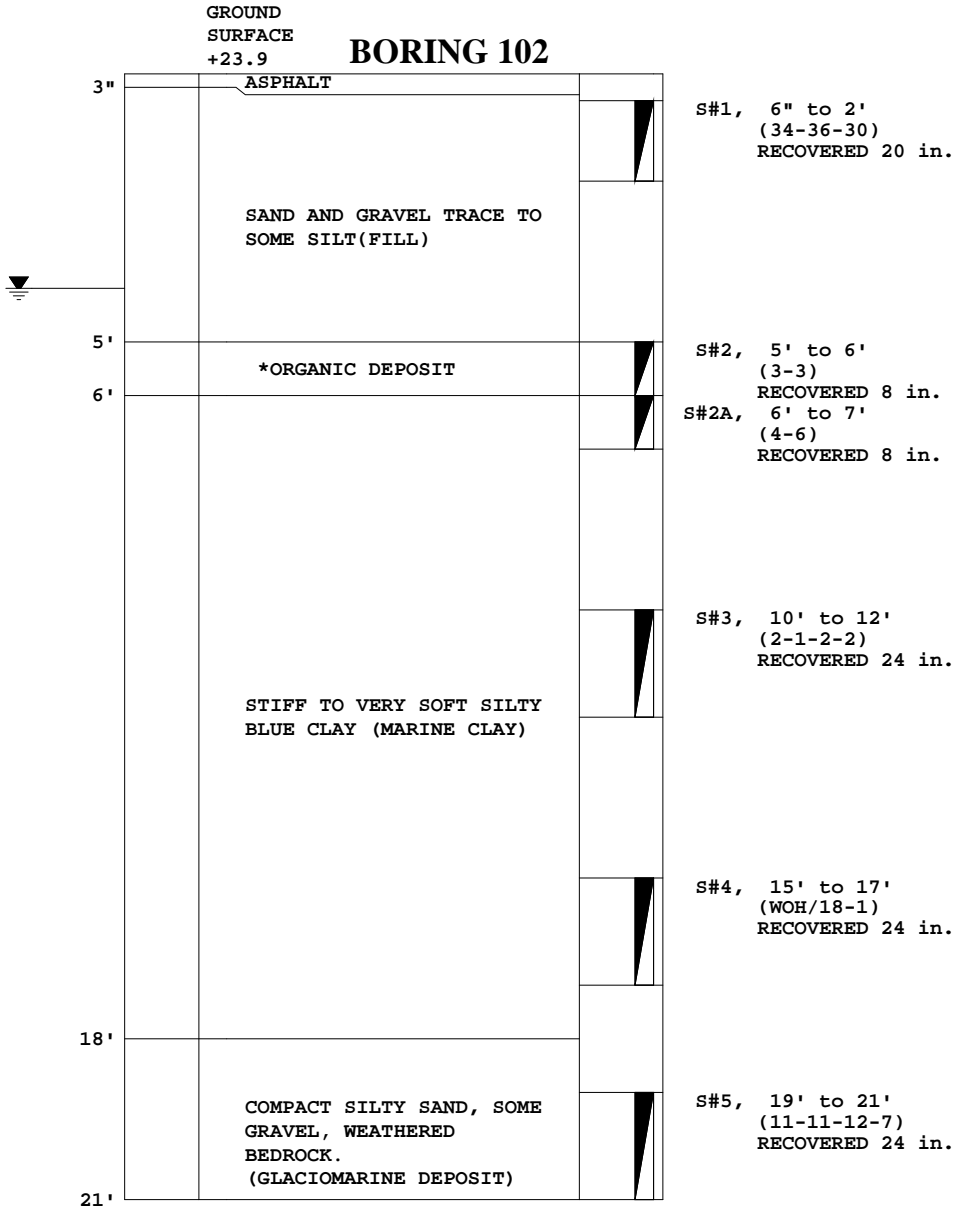 GROUND
SURFACE
+23.9
BORING 102
3"
ASPHALT
S#1, 6" to 2'
(34-36-30)
RECOVERED 20 in.
SAND AND GRAVEL TRACE TO
SOME SILT(FILL)
5'
S#2, 5' to 6'
(3-3)
RECOVERED 8 in.
*ORGANIC DEPOSIT
6'
S#2A, 6' to 7'
(4-6)
RECOVERED 8 in.
S#3, 10' to 12'
(2-1-2-2)
RECOVERED 24 in.
STIFF TO VERY SOFT SILTY
BLUE CLAY (MARINE CLAY)
S#4, 15' to 17'
(WOH/18-1)
RECOVERED 24 in.
18'
S#5, 19' to 21'
(11-11-12-7)
RECOVERED 24 in.
COMPACT SILTY SAND, SOME
GRAVEL, WEATHERED
BEDROCK.
(GLACIOMARINE DEPOSIT)
21'